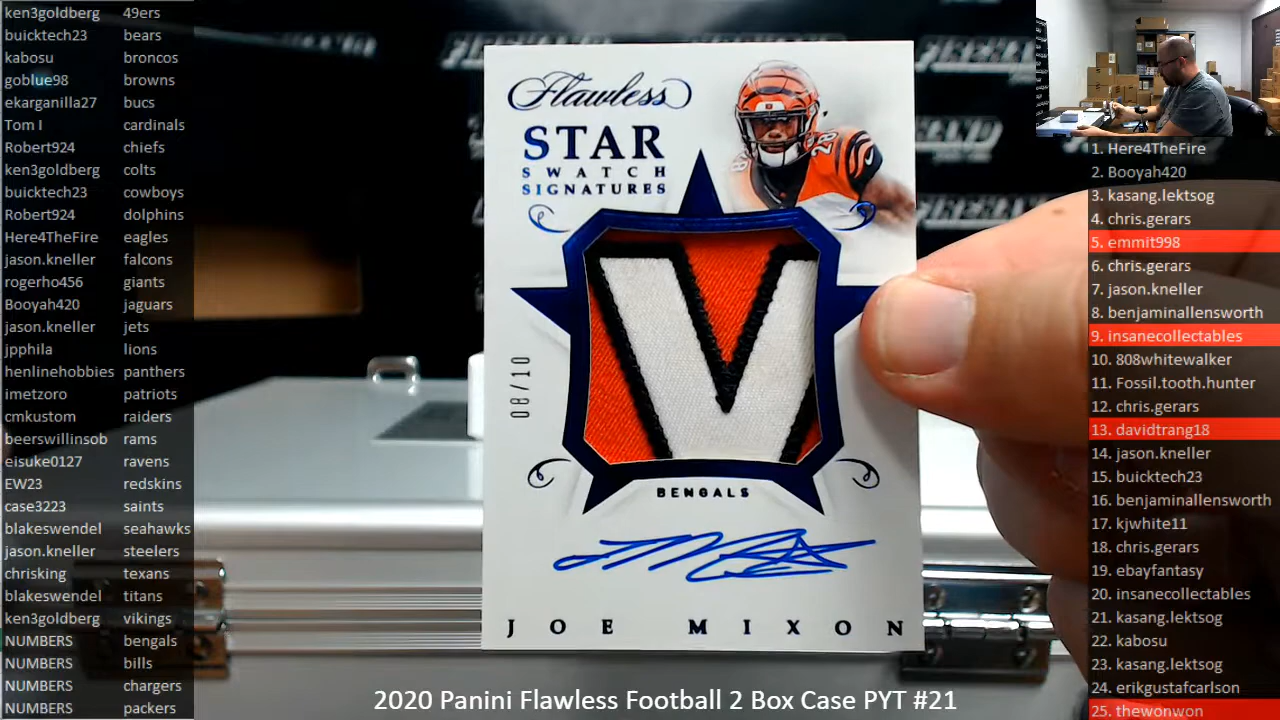 ken3goldberg 49ers
buicktech23 bears
kabosu broncos
goblue98 browns
ekarganilla27 bucs
Tom I cardinals
Robert924 chiefs
ken3goldberg colts
buicktech23 cowboys
Robert924 dolphins
Here4TheFire eagles
jason.kneller falcons
rogerho456 giants
Booyah420 jaguars
jason.kneller jets
jpphila lions
henlinehobbies panthers
imetzoro patriots
cmkustom raiders
beerswillinsob rams
eisuke0127 ravens
EW23 redskins
case3223 saints
blakeswendel seahawks
jason.kneller steelers
chrisking texans
blakeswendel titans
ken3goldberg vikings
NUMBERS bengals
NUMBERS bills
NUMBERS chargers
NUMBERS packers
Flawless
STAR
SWATCH
SIGNATURES
28
08/10
BENGALS
JOE MIXON
2020 Panini Flawless Football 2 Box Case PYT #21
1. Here4TheFire
2. Booyah420
3. kasang.lektsog
4. chris.gerars
5. emmit998
6. chris.gerars
7. jason.kneller
8. benjaminallensworth
9. insanecollectables
10. 808whitewalker
11. Fossil.tooth.hunter
12. chris.gerars
13. davidtrang18
14. jason.kneller
15. buicktech23
16. benjaminallensworth
17. kjwhite11
18. chris.gerars
19. ebayfantasy
20. insanecollectables
21. kasang.lektsog
22. kabosu
23. kasang.lektsog
24. erikgustafcarlson
25. thewonwon